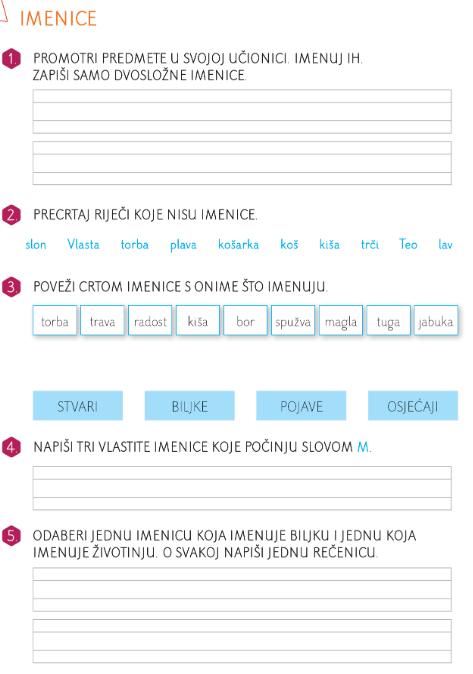 IMENICE
1. PROMOTRI PREDMETE U SVOJOJ UČIONICI. IMENUJ IH.
ZAPIŠI SAMO DVOSLOŽNE IMENICE.
2. PRECRTAJ RIJEČI KOJE NISU IMENICE.
slon Vlasta torba plava košarka koš kiša trči Teo lav
3. POVEŽI CRTOM IMENICE S ONIME ŠTO IMENUJU.
torba trava radost kiša bor spužva magla tuga jabuka
STVARI BILJKE POJAVE OSJEĆAJI
4. NAPIŠI TRI VLASTITE IMENICE KOJE POČINJU SLOVOM M.
5. ODABERI JEDNU IMENICU KOJA IMENUJE BILJKU I JEDNU KOJA
IMENUJE ŽIVOTINJU. O SVAKOJ NAPIŠI JEDNU REČENICU.